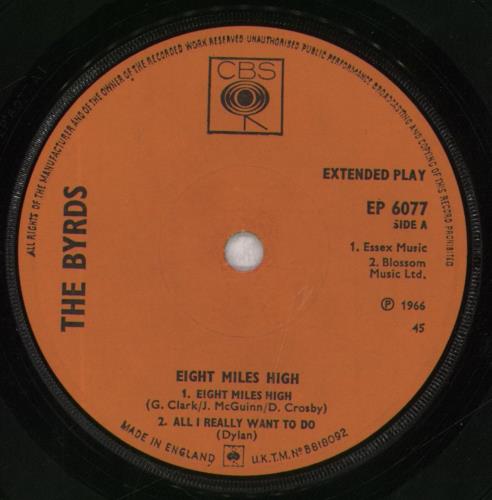 ALL RIGHTS OF THE MANUFACTURER AND OF THE OWNER OF THE RECORDED WORK RESERVED UNAUTHORISED PUBLIC PERFORMANCE BROADCASTING AND COPYING OF THIS RECORD PROHIBITED
CBS
EXTENDED PLAY
EP 6077
SIDE A
1. Essex Music
2. Blossom
Music Ltd.
℗ 1966
45
THE BYRDS
EIGHT MILES HIGH
1. EIGHT MILES HIGH
(G. Clark/J. McGuinn/D. Crosby)
2. ALL I REALLY WANT TO DO
(Dylan)
MADE IN ENGLAND
U.K.T.M. Nº B618092